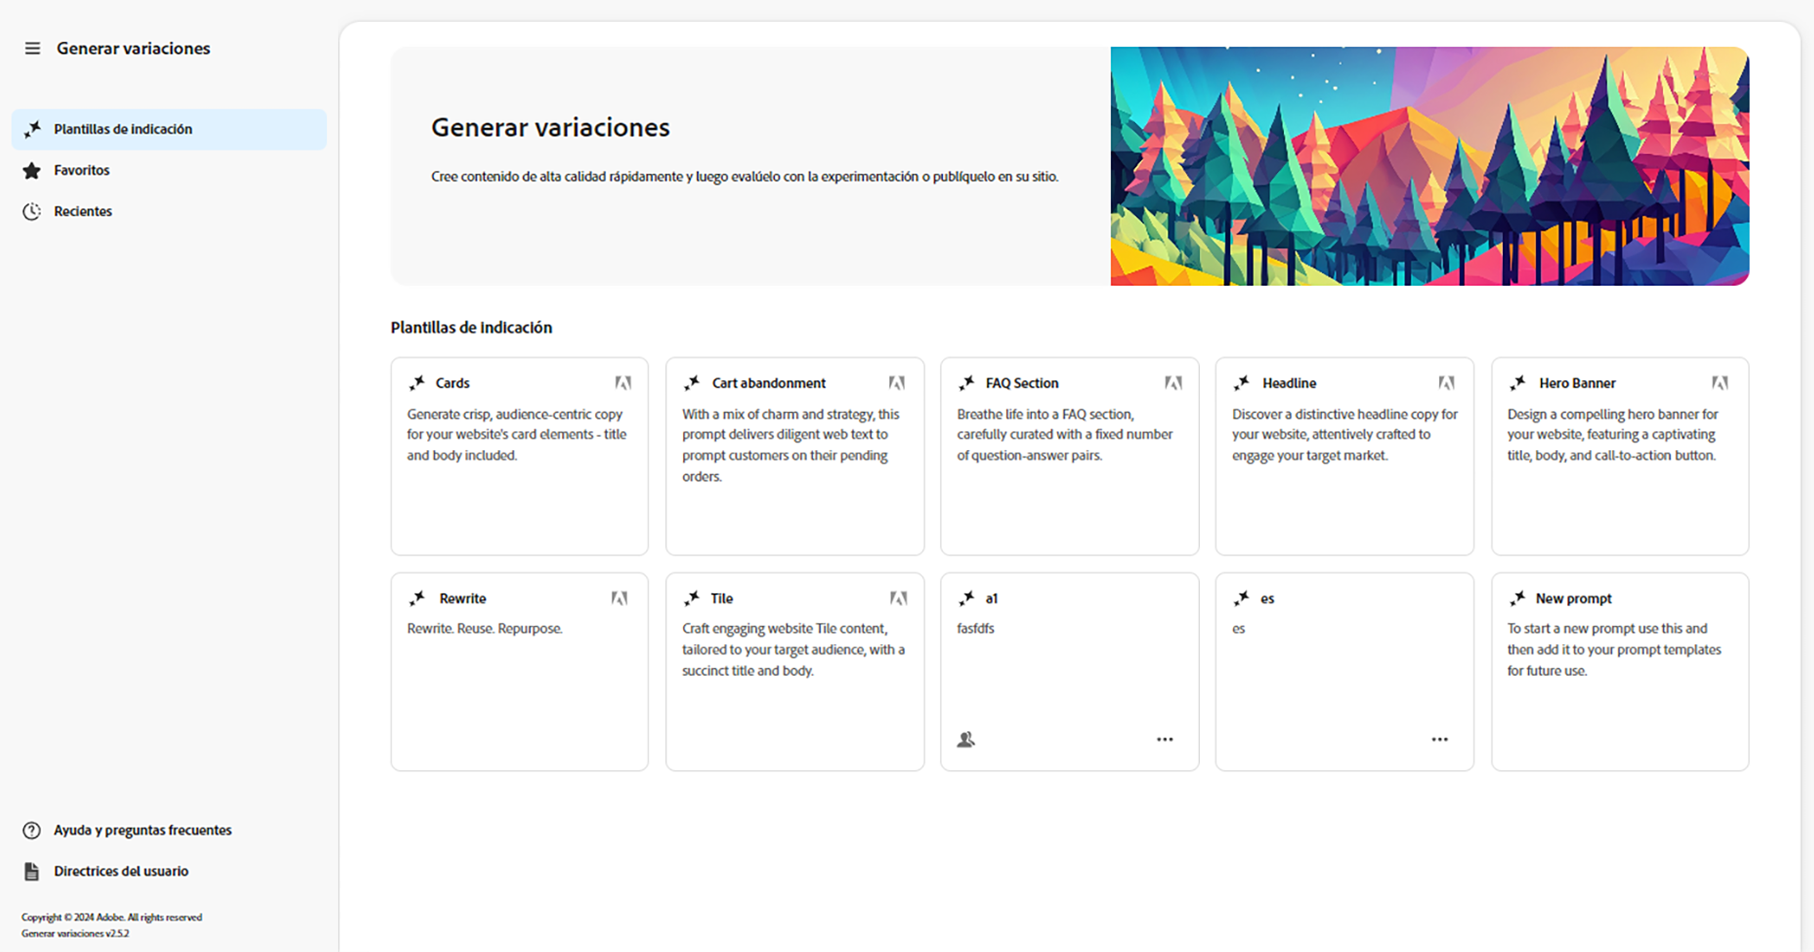 Generar variaciones
Plantillas de indicación
Favoritos
Recientes
Generar variaciones
Cree contenido de alta calidad rápidamente y luego evalúelo con la experimentación o publíquelo en su sitio.
Plantillas de indicación
Cards
Generate crisp, audience-centric copy
for your website's card elements - title
and body included.
Cart abandonment
With a mix of charm and strategy, this
prompt delivers diligent web text to
prompt customers on their pending
orders.
FAQ Section
Breathe life into a FAQ section,
carefully curated with a fixed number
of question-answer pairs.
Headline
Discover a distinctive headline copy for
your website, attentively crafted to
engage your target market.
Hero Banner
Design a compelling hero banner for
your website, featuring a captivating
title, body, and call-to-action button.
Rewrite
Rewrite. Reuse. Repurpose.
Tile
Craft engaging website Tile content,
tailored to your target audience, with a
succinct title and body.
a1
fasfdfs
es
es
New prompt
To start a new prompt use this and
then add it to your prompt templates
for future use.
Ayuda y preguntas frecuentes
Directrices del usuario
Copyright © 2024 Adobe. All rights reserved
Generar variaciones v2.5.2